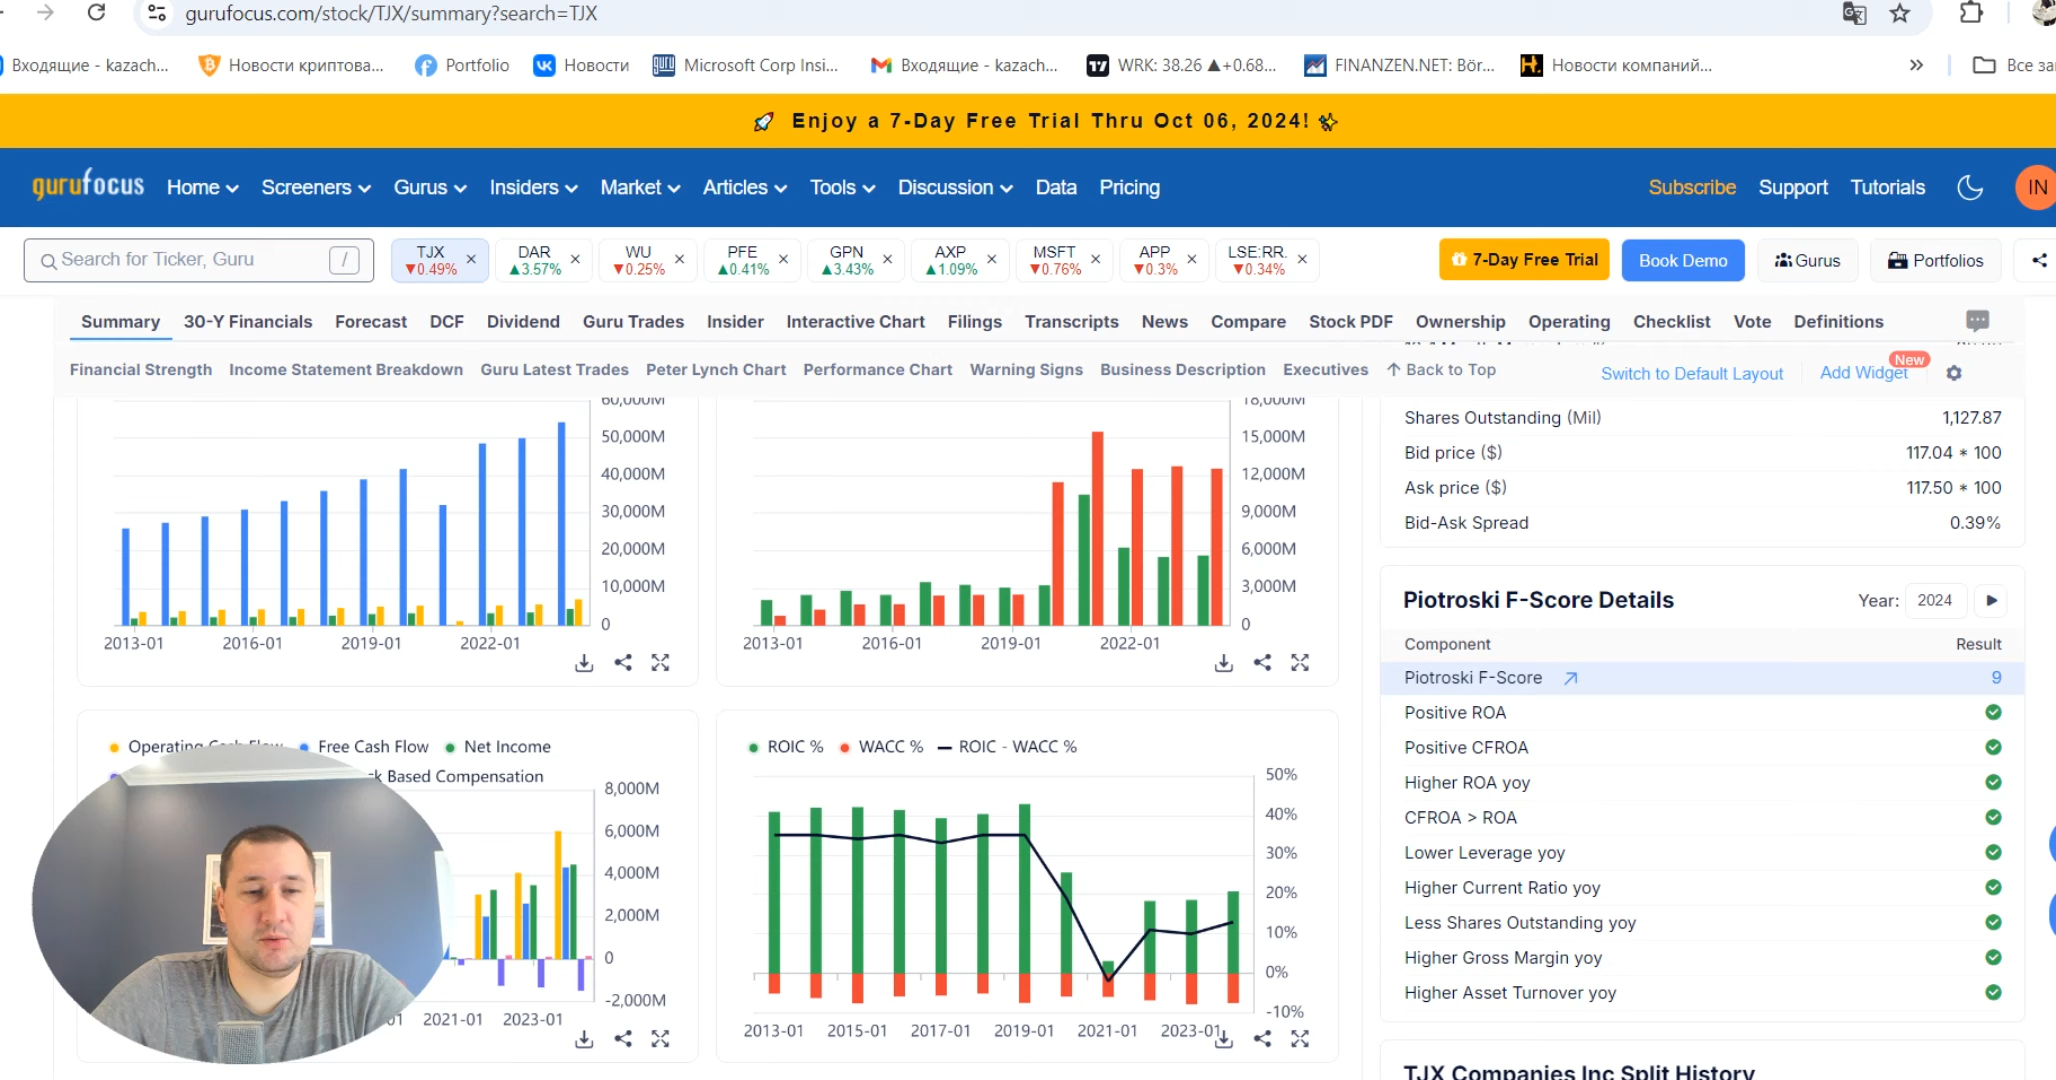 gurufocus.com/stock/TJX/summary?search=TJX
Входящие - kazach...
Новости криптова...
Portfolio
Новости
Microsoft Corp Insi...
Входящие - kazach...
WRK: 38.26 ▲+0.68...
FINANZEN.NET: Bör...
Новости компаний...
»
Все за
🚀 Enjoy a 7-Day Free Trial Thru Oct 06, 2024! ✨
gurufocus
Home Screeners Gurus Insiders Market Articles Tools Discussion Data Pricing
Subscribe Support Tutorials IN
Search for Ticker, Guru /
TJX ▼0.49% ×
DAR ▲3.57% ×
WU ▼0.25% ×
PFE ▲0.41% ×
GPN ▲3.43% ×
AXP ▲1.09% ×
MSFT ▼0.76% ×
APP ▼0.3% ×
LSE:RR. ▼0.34% ×
7-Day Free Trial
Book Demo
Gurus
Portfolios
Summary 30-Y Financials Forecast DCF Dividend Guru Trades Insider Interactive Chart Filings Transcripts News Compare Stock PDF Ownership Operating Checklist Vote Definitions
Financial Strength Income Statement Breakdown Guru Latest Trades Peter Lynch Chart Performance Chart Warning Signs Business Description Executives ↑ Back to Top
Switch to Default Layout
Add Widget New
60,000M
50,000M
40,000M
30,000M
20,000M
10,000M
0
2013-01 2016-01 2019-01 2022-01
18,000M
15,000M
12,000M
9,000M
6,000M
3,000M
0
2013-01 2016-01 2019-01 2022-01
Operating Cash Flow Free Cash Flow Net Income
ck Based Compensation
8,000M
6,000M
4,000M
2,000M
0
-2,000M
01 2021-01 2023-01
ROIC % WACC % ROIC - WACC %
50%
40%
30%
20%
10%
0%
-10%
2013-01 2015-01 2017-01 2019-01 2021-01 2023-01
Shares Outstanding (Mil) 1,127.87
Bid price ($) 117.04 * 100
Ask price ($) 117.50 * 100
Bid-Ask Spread 0.39%
Piotroski F-Score Details Year: 2024
Component Result
Piotroski F-Score 9
Positive ROA
Positive CFROA
Higher ROA yoy
CFROA > ROA
Lower Leverage yoy
Higher Current Ratio yoy
Less Shares Outstanding yoy
Higher Gross Margin yoy
Higher Asset Turnover yoy
TJX Companies Inc Split History